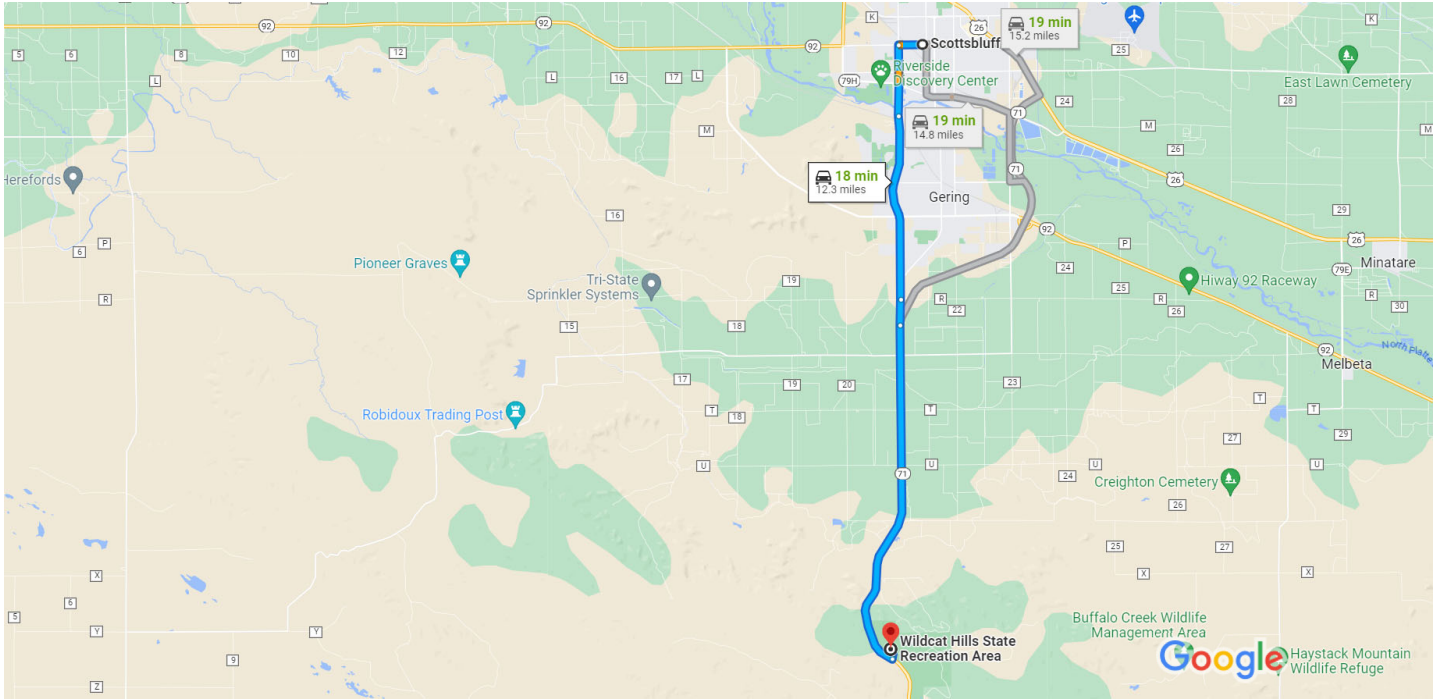 92
92
K
26
19 min
15.2 miles
25
K
5
5
8
10
12
92
Scottsbluff
L
L
16
17
L
79H
Riverside
Discovery Center
East Lawn Cemetery
24
28
71
19 min
14.8 miles
M
M
M
26
71
26
Herefords
18 min
12.3 miles
Gering
16
29
92
P
26
P
6
Pioneer Graves
Minatare
24
79E
Tri-State
Sprinkler Systems
19
Hiway 92 Raceway
25
R
R
R
R
22
26
30
15
18
North Platte
92
Melbeta
17
19
20
23
T
T
T
T
Robidoux Trading Post
18
29
27
U
U
U
U
71
24
Creighton Cemetery
26
25
27
X
X
X
6
5
Buffalo Creek Wildlife
Management Area
Y
Y
Wildcat Hills State
Recreation Area
Google
Haystack Mountain
Wildlife Refuge
9
Z